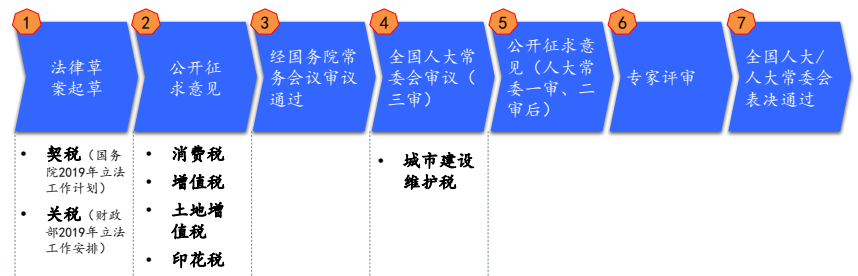 1
法律草
案起草
2
公开征
求意见
3
经国务院常
务会议审议
通过
4
全国人大常
委会审议（
三审）
5
公开征求意
见（人大常
委一审、二
审后）
6
专家评审
7
全国人大/
人大常委会
表决通过
• 契税（国务
院2019年立法
工作计划）
• 关税（财政
部2019年立法
工作安排）
• 消费税
• 增值税
• 土地增
值税
• 印花税
• 城市建设
维护税